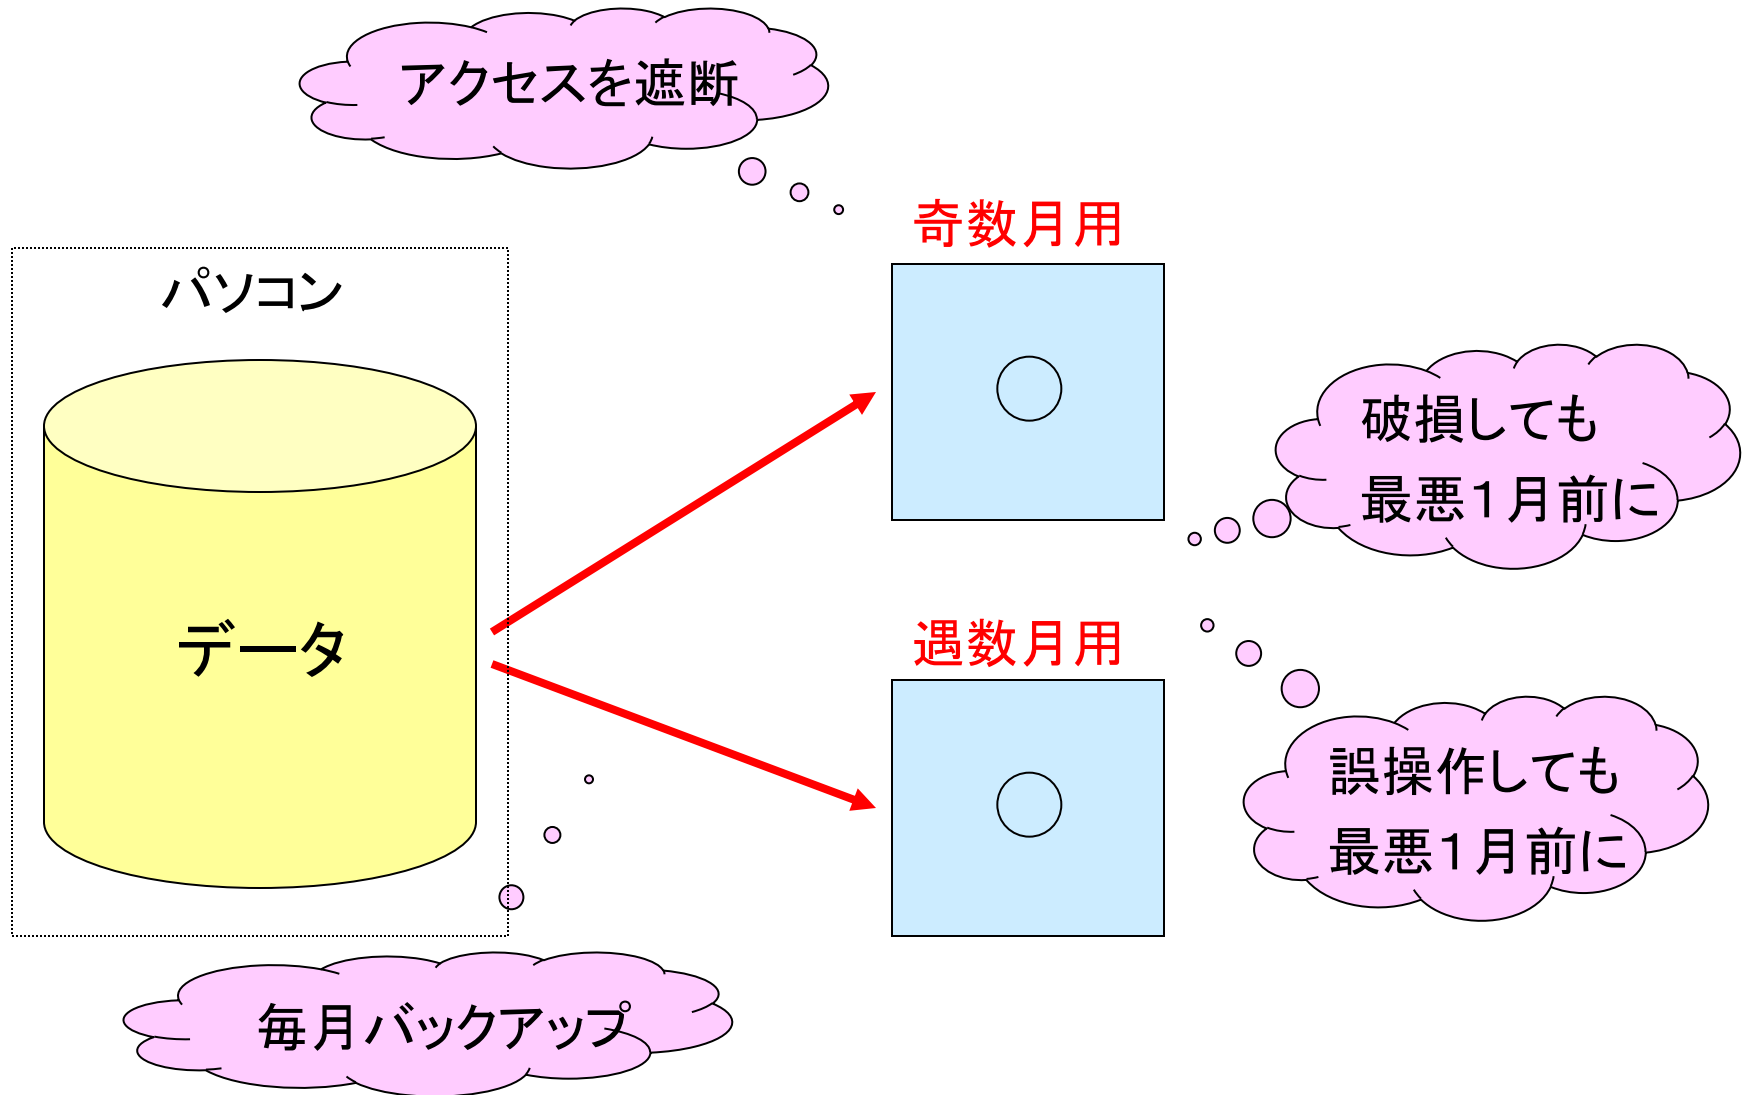 アクセスを遮断
奇数月用
パソコン
破損しても
最悪１月前に
データ
遇数月用
誤操作しても
最悪１月前に
毎月バックアップ